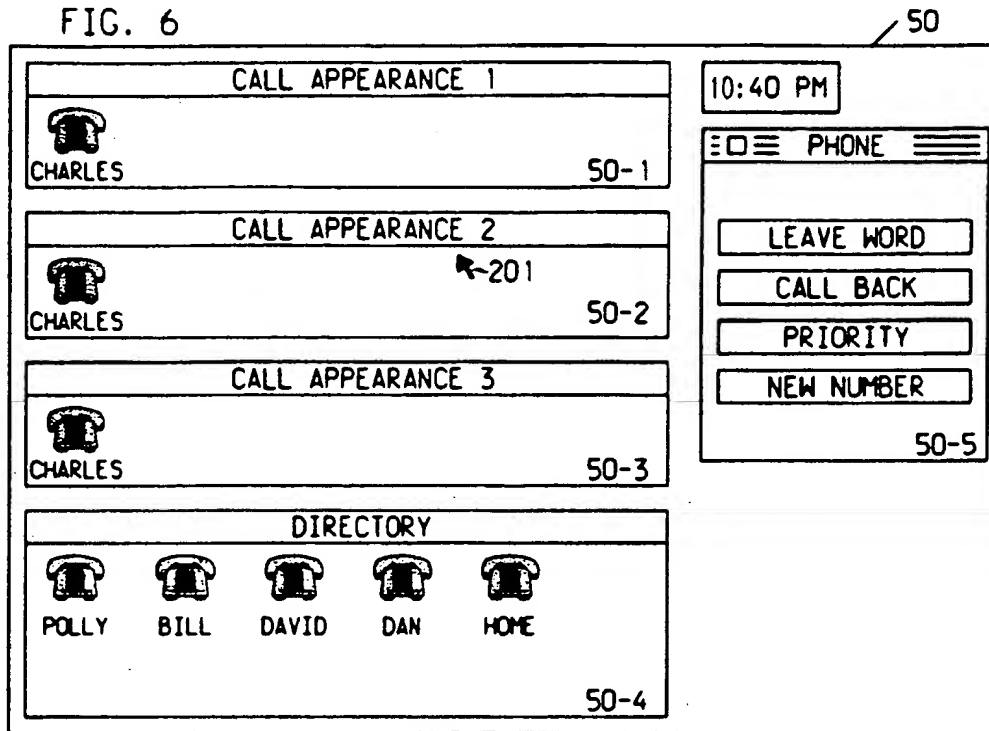 FIG. 6
50
CALL APPEARANCE 1
CHARLES
50-1
CALL APPEARANCE 2
201
CHARLES
50-2
CALL APPEARANCE 3
CHARLES
50-3
DIRECTORY
POLLY BILL DAVID DAN HOME
50-4
10:40 PM
PHONE
LEAVE WORD
CALL BACK
PRIORITY
NEW NUMBER
50-5